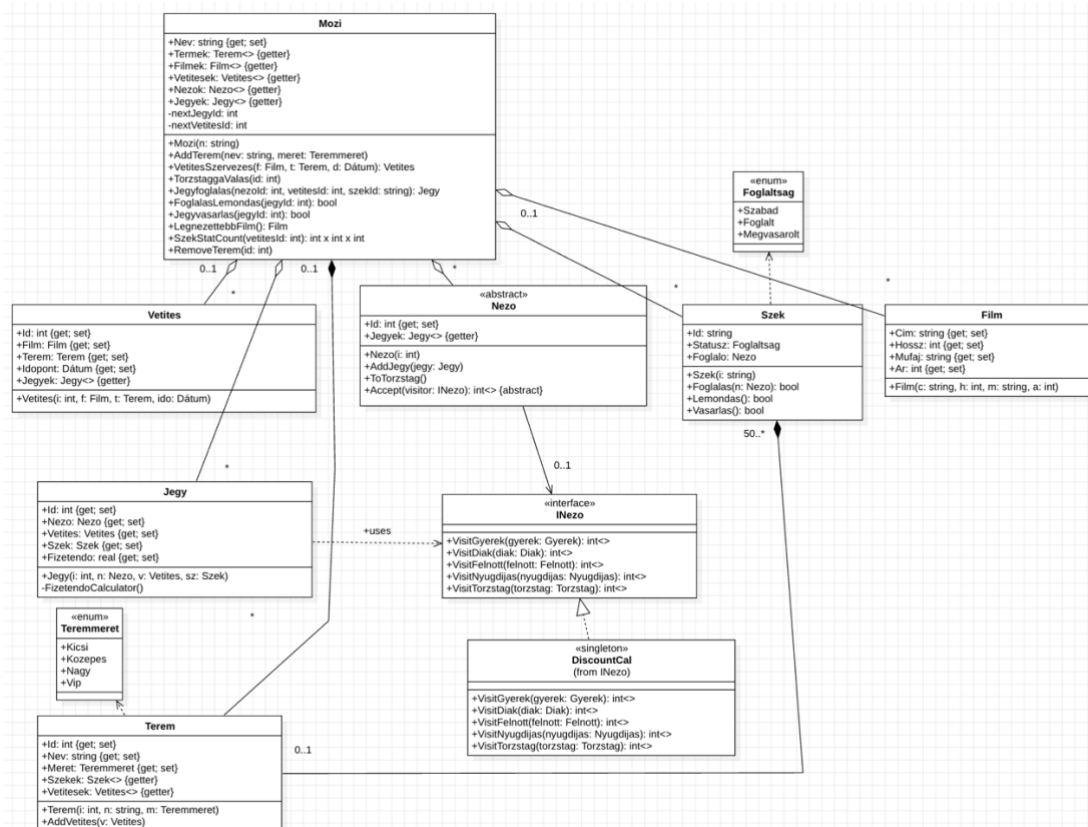 Mozi
+Nev: string {get; set}
+Termek: Terem<> {getter}
+Filmek: Film<> {getter}
+Vetitesek: Vetites<> {getter}
+Nezok: Nezo<> {getter}
+Jegyek: Jegy<> {getter}
-nextJegyId: int
-nextVetitesId: int
+Mozi(n: string)
+AddTerem(nev: string, meret: Teremmeret)
+VetitesSzervezes(f: Film, t: Terem, d: Dátum): Vetites
+TorzstaggaValas(id: int)
+Jegyfoglalas(nezoId: int, vetitesId: int, szekId: string): Jegy
+FoglalasLemondas(jegyId: int): bool
+Jegyvasarlas(jegyId: int): bool
+LegnezettebbFilm(): Film
+SzekStatCount(vetitesId: int): int x int x int
+RemoveTerem(id: int)
«enum»
Foglaltsag
+Szabad
+Foglalt
+Megvasarolt
0..1
0..1
0..1
*
*
*
*
Vetites
+Id: int {get; set}
+Film: Film {get; set}
+Terem: Terem {get; set}
+Idopont: Dátum {get; set}
+Jegyek: Jegy<> {getter}
+Vetites(i: int, f: Film, t: Terem, ido: Dátum)
«abstract»
Nezo
+Id: int {get; set}
+Jegyek: Jegy<> {getter}
+Nezo(i: int)
+AddJegy(jegy: Jegy)
+ToTorzstag()
+Accept(visitor: INezo): int<> {abstract}
Szek
+Id: string
+Statusz: Foglaltsag
+Foglalo: Nezo
+Szek(i: string)
+Foglalas(n: Nezo): bool
+Lemondas(): bool
+Vasarlas(): bool
Film
+Cim: string {get; set}
+Hossz: int {get; set}
+Mufaj: string {get; set}
+Ar: int {get; set}
+Film(c: string, h: int, m: string, a: int)
50..*
0..1
*
Jegy
+Id: int {get; set}
+Nezo: Nezo {get; set}
+Vetites: Vetites {get; set}
+Szek: Szek {get; set}
+Fizetendo: real {get; set}
+Jegy(i: int, n: Nezo, v: Vetites, sz: Szek)
-FizetendoCalculator()
+uses
«interface»
INezo
+VisitGyerek(gyerek: Gyerek): int<>
+VisitDiak(diak: Diak): int<>
+VisitFelnott(felnott: Felnott): int<>
+VisitNyugdijas(nyugdijas: Nyugdijas): int<>
+VisitTorzstag(torzstag: Torzstag): int<>
*
«enum»
Teremmeret
+Kicsi
+Kozepes
+Nagy
+Vip
«singleton»
DiscountCal
(from INezo)
+VisitGyerek(gyerek: Gyerek): int<>
+VisitDiak(diak: Diak): int<>
+VisitFelnott(felnott: Felnott): int<>
+VisitNyugdijas(nyugdijas: Nyugdijas): int<>
+VisitTorzstag(torzstag: Torzstag): int<>
Terem
+Id: int {get; set}
+Nev: string {get; set}
+Meret: Teremmeret {get; set}
+Szekek: Szek<> {getter}
+Vetitesek: Vetites<> {getter}
+Terem(i: int, n: string, m: Teremmeret)
+AddVetites(v: Vetites)
0..1